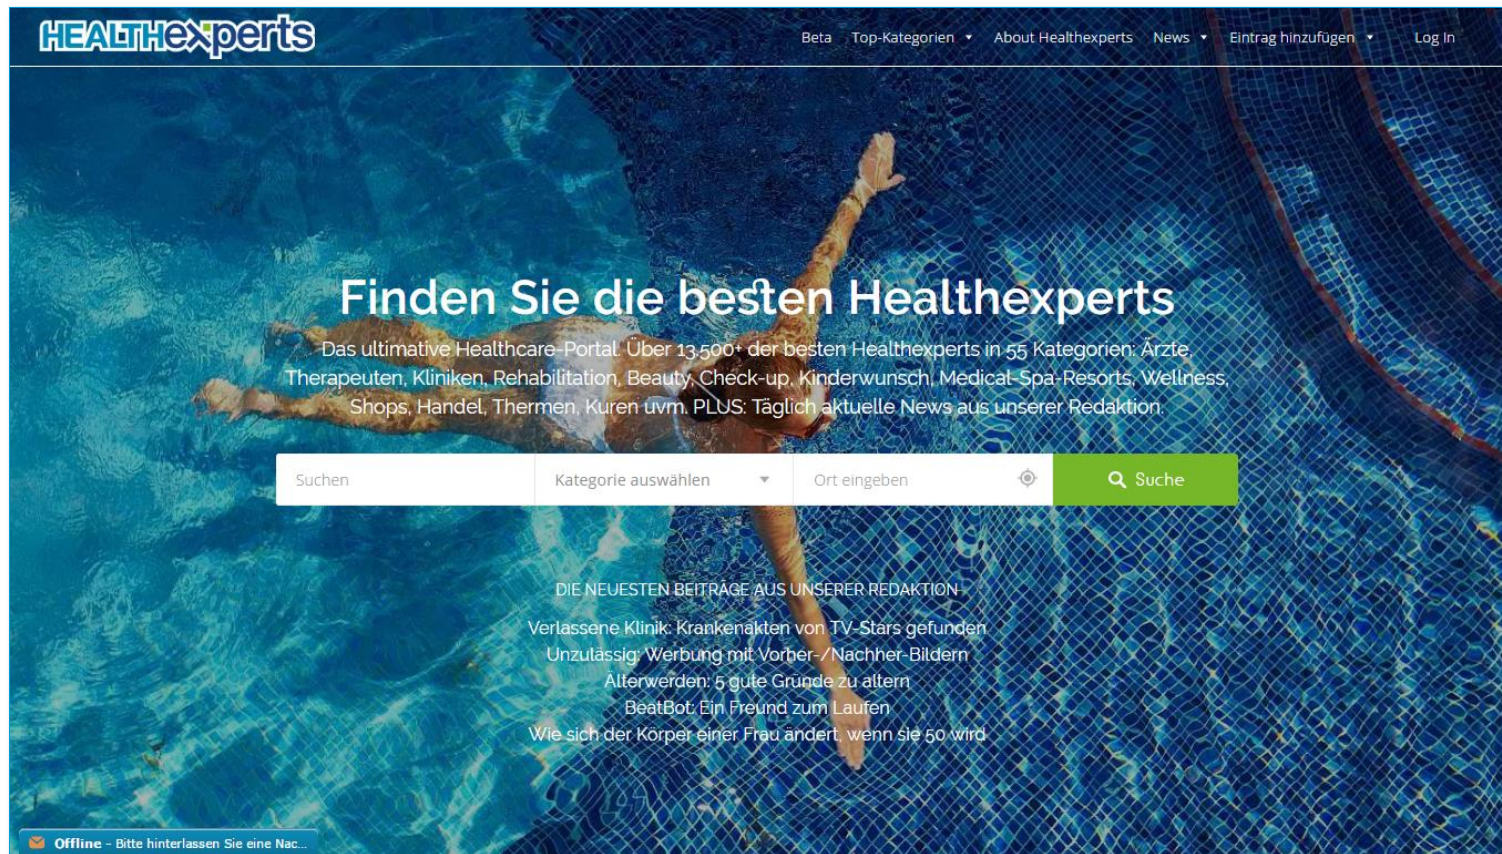 HEALTHexperts
Beta Top-Kategorien About Healthexperts News Eintrag hinzufügen Log In
Finden Sie die besten Healthexperts
Das ultimative Healthcare-Portal. Über 13.500+ der besten Healthexperts in 55 Kategorien: Ärzte,
Therapeuten, Kliniken, Rehabilitation, Beauty, Check-up, Kinderwunsch, Medical-Spa-Resorts, Wellness,
Shops, Handel, Thermen, Kuren uvm. PLUS: Täglich aktuelle News aus unserer Redaktion.
Suchen Kategorie auswählen Ort eingeben Suche
DIE NEUESTEN BEITRÄGE AUS UNSERER REDAKTION
Verlassene Klinik: Krankenakten von TV-Stars gefunden
Unzulässig: Werbung mit Vorher-/Nachher-Bildern
Älterwerden: 5 gute Gründe zu altern
BeatBot: Ein Freund zum Laufen
Wie sich der Körper einer Frau ändert, wenn sie 50 wird
Offline - Bitte hinterlassen Sie eine Nac...